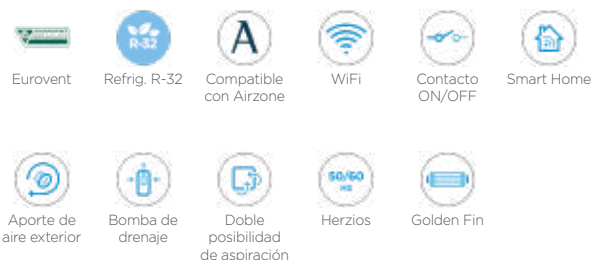 R-32
A
Eurovent
Refrig. R-32
Compatible
con Airzone
WiFi
Contacto
ON/OFF
Smart Home
50/60
Hz
Aporte de
aire exterior
Bomba de
drenaje
Doble
posibilidad
de aspiración
Herzios
Golden Fin